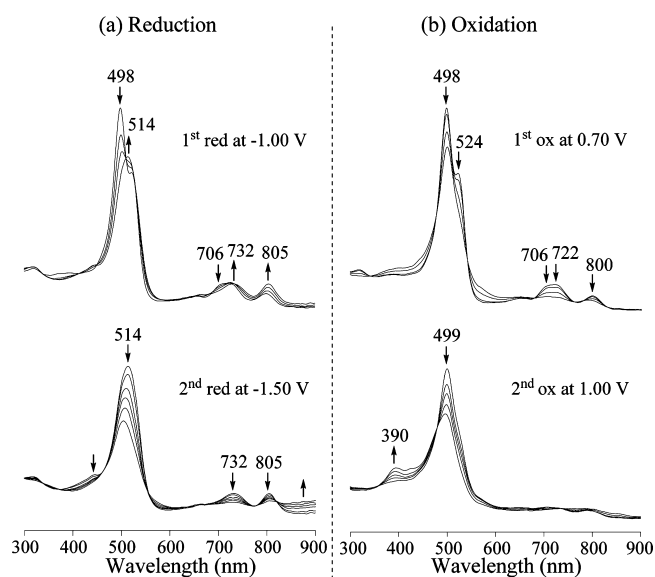 (a) Reduction
498
514
1st red at -1.00 V
706 732 805
514
2nd red at -1.50 V
732 805
300 400 500 600 700 800 900
Wavelength (nm)
(b) Oxidation
498
524
1st ox at 0.70 V
706 722
800
499
2nd ox at 1.00 V
390
300 400 500 600 700 800 900
Wavelength (nm)